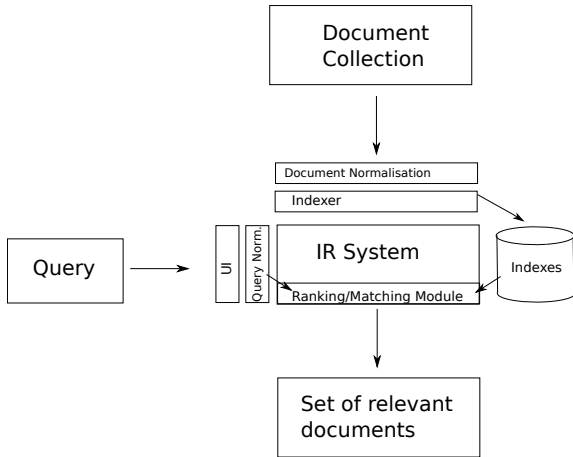 Document
Collection
Document Normalisation
Indexer
Query
UI
Query Norm.
IR System
Ranking/Matching Module
Indexes
Set of relevant
documents